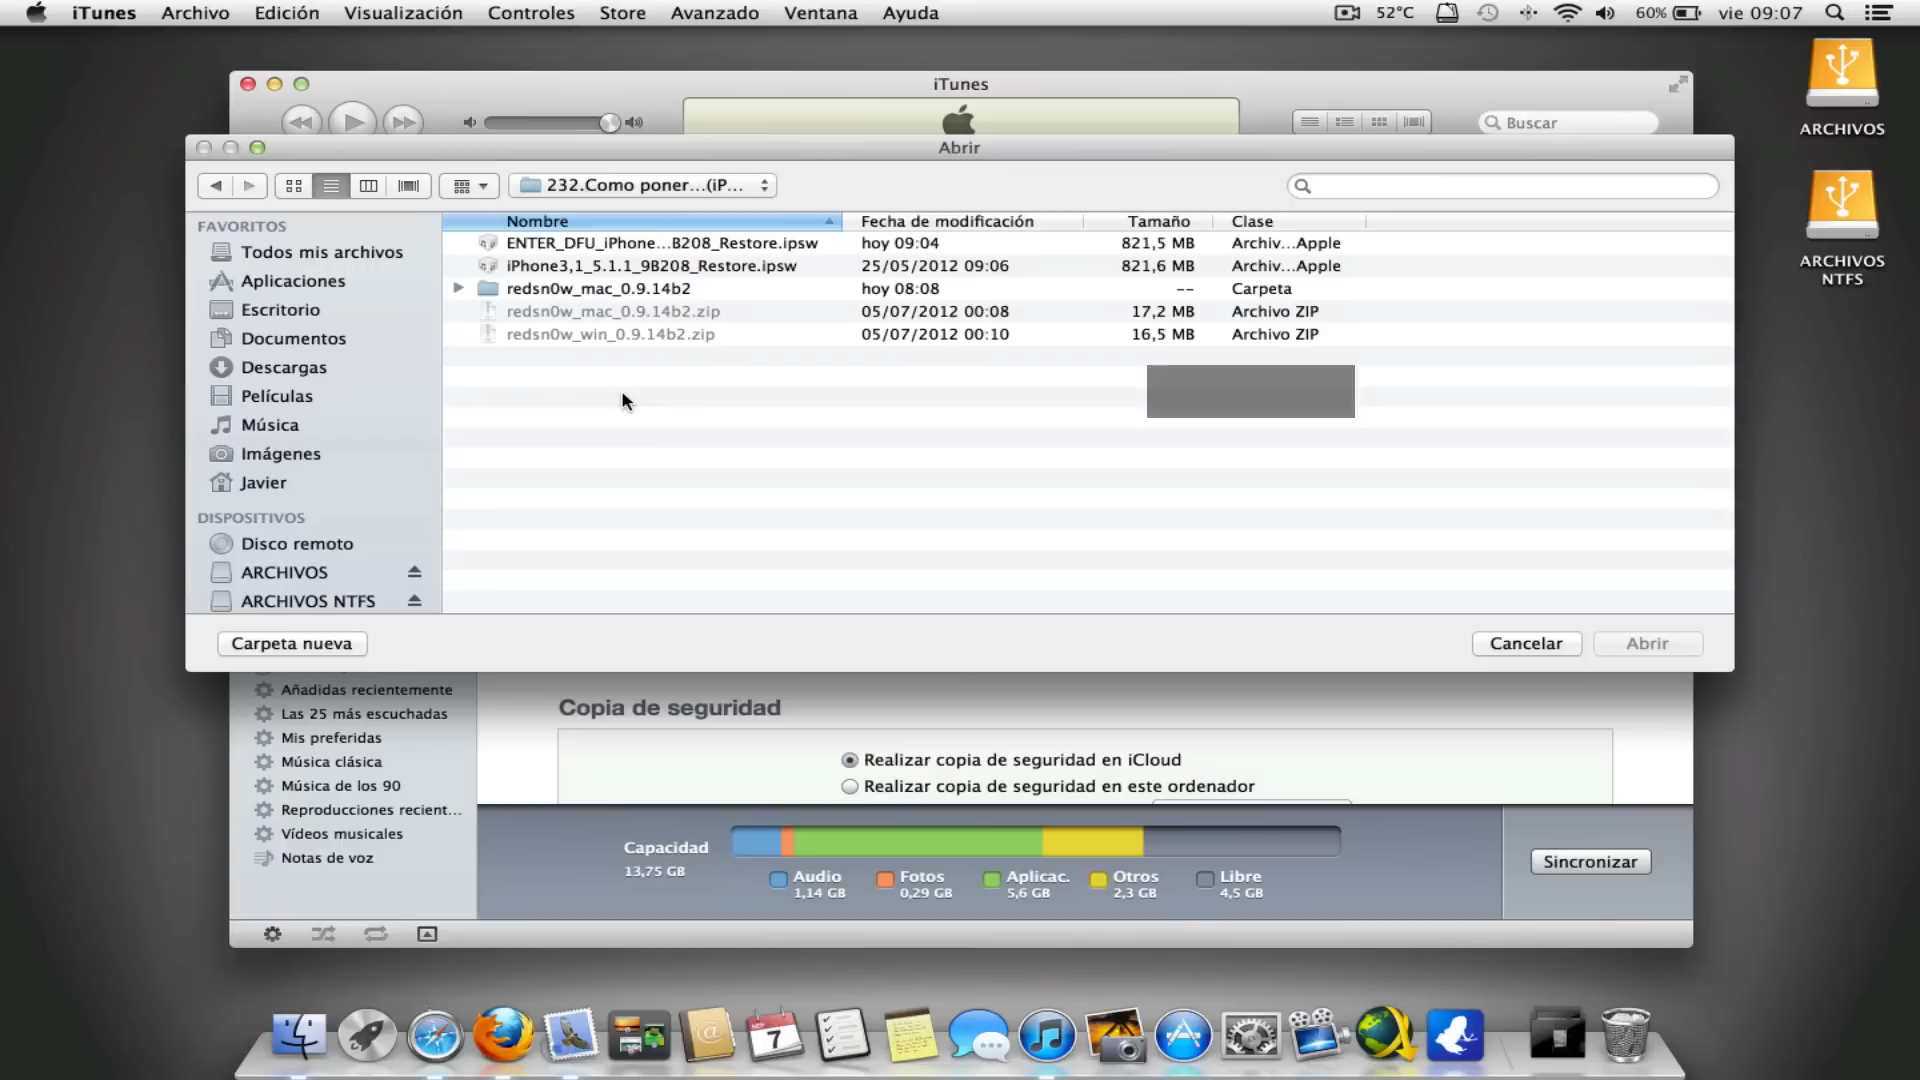 iTunes Archivo Edición Visualización Controles Store Avanzado Ventana Ayuda 52°C 60% vie 09:07
iTunes
Buscar
ARCHIVOS
ARCHIVOS
NTFS
Abrir
232.Como poner...(iP...
FAVORITOS
Todos mis archivos
Aplicaciones
Escritorio
Documentos
Descargas
Películas
Música
Imágenes
Javier
DISPOSITIVOS
Disco remoto
ARCHIVOS
ARCHIVOS NTFS
Nombre Fecha de modificación Tamaño Clase
ENTER_DFU_iPhone...B208_Restore.ipsw hoy 09:04 821,5 MB Archiv...Apple
iPhone3,1_5.1.1_9B208_Restore.ipsw 25/05/2012 09:06 821,6 MB Archiv...Apple
redsn0w_mac_0.9.14b2 hoy 08:08 -- Carpeta
redsn0w_mac_0.9.14b2.zip 05/07/2012 00:08 17,2 MB Archivo ZIP
redsn0w_win_0.9.14b2.zip 05/07/2012 00:10 16,5 MB Archivo ZIP
Carpeta nueva Cancelar Abrir
Añadidas recientemente
Las 25 más escuchadas
Mis preferidas
Música clásica
Música de los 90
Reproducciones recient...
Vídeos musicales
Notas de voz
Copia de seguridad
Realizar copia de seguridad en iCloud
Realizar copia de seguridad en este ordenador
Capacidad
13,75 GB
Audio
1,14 GB
Fotos
0,29 GB
Aplicac.
5,6 GB
Otros
2,3 GB
Libre
4,5 GB
Sincronizar
SEP
7